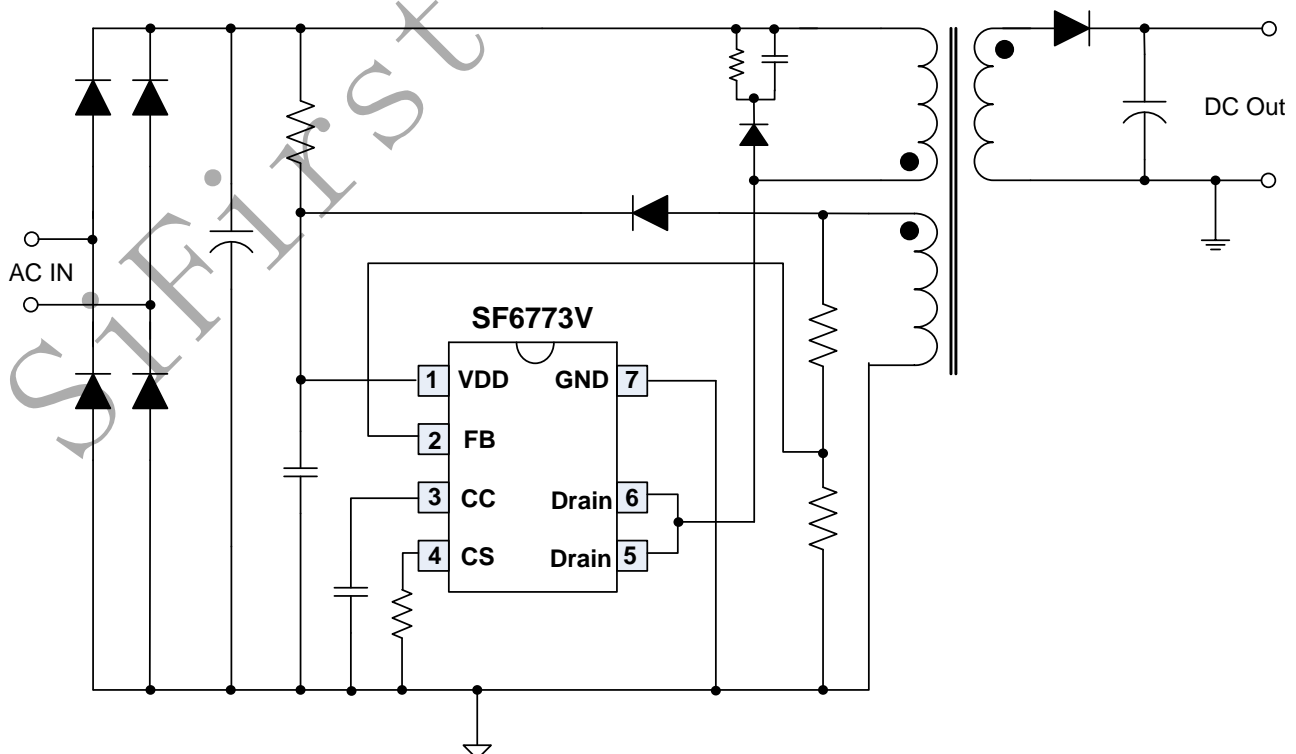 SiFirst
DC Out
AC IN
SF6773V
1 VDD GND 7
2 FB
3 CC Drain 6
4 CS Drain 5